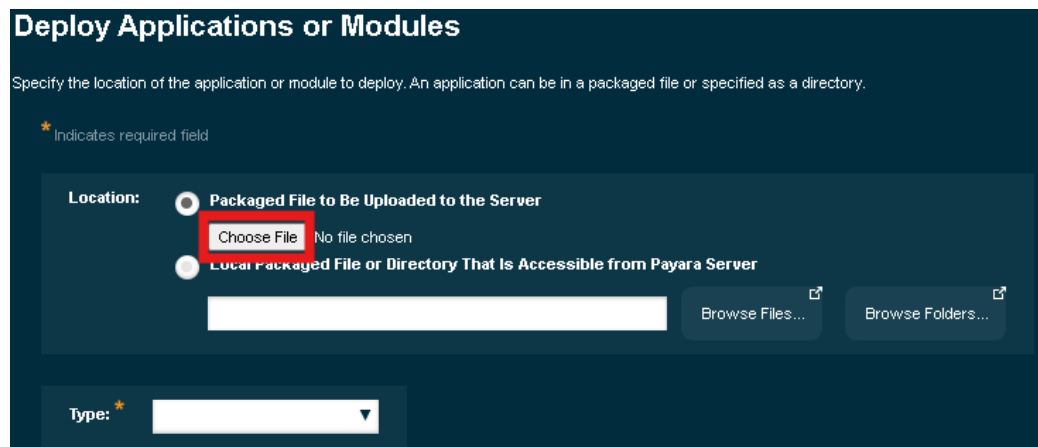 Deploy Applications or Modules
Specify the location of the application or module to deploy. An application can be in a packaged file or specified as a directory.
* Indicates required field
Location:
Packaged File to Be Uploaded to the Server
Choose File No file chosen
Local Packaged File or Directory That Is Accessible from Payara Server
Browse Files...
Browse Folders...
Type: *